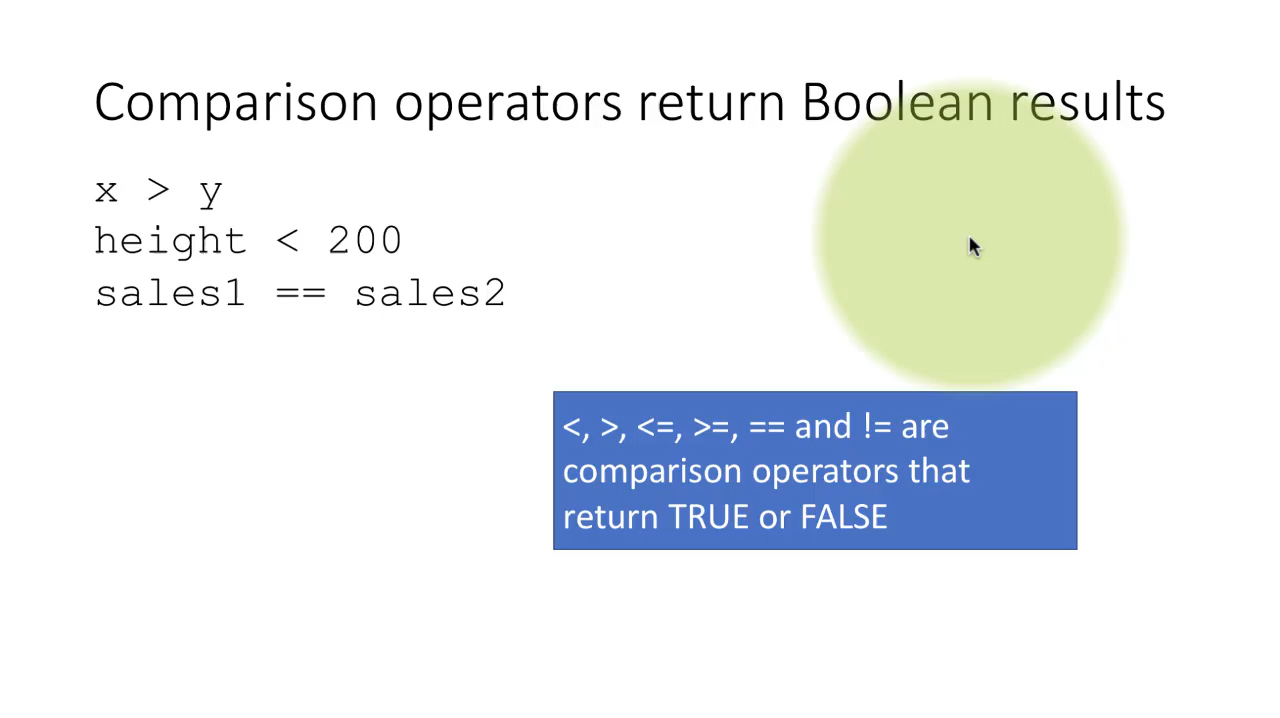 Comparison operators return Boolean results
x > y
height < 200
sales1 == sales2
<, >, <=, >=, == and != are
comparison operators that
return TRUE or FALSE